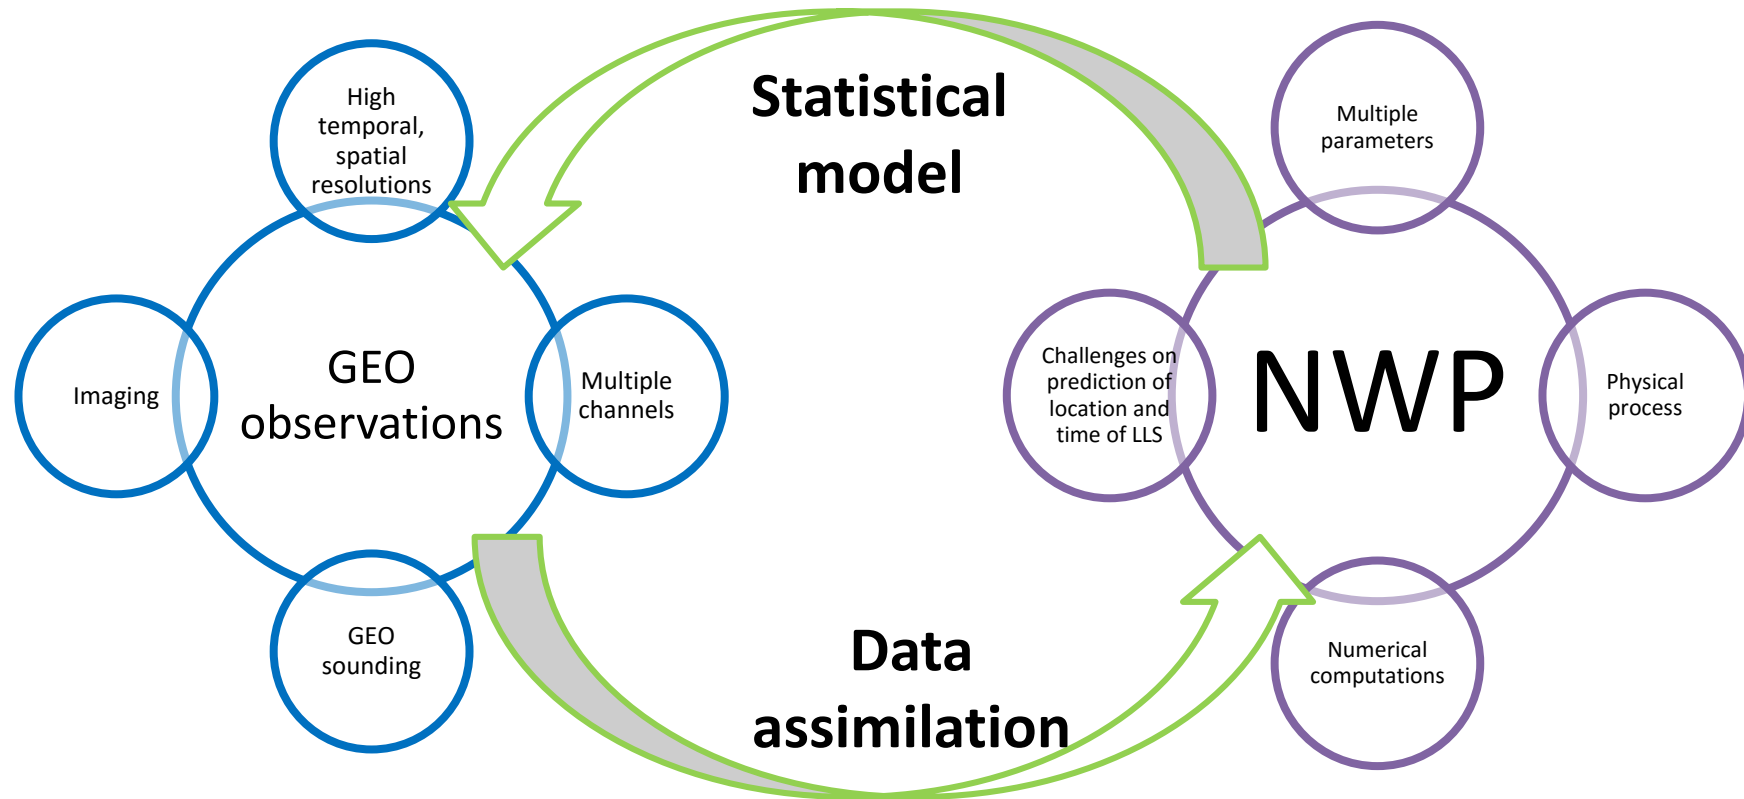 High
temporal,
spatial
resolutions
Imaging
GEO
observations
Multiple
channels
GEO
sounding
Statistical
model
Data
assimilation
Multiple
parameters
Challenges on
prediction of
location and
time of LLS
NWP
Physical
process
Numerical
computations